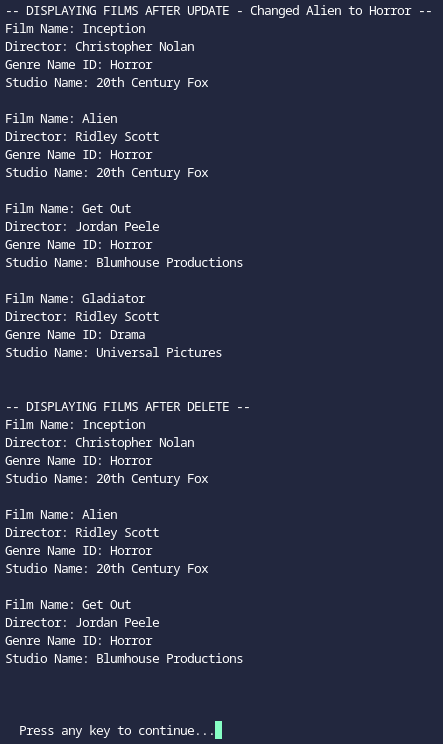 -- DISPLAYING FILMS AFTER UPDATE - Changed Alien to Horror --
Film Name: Inception
Director: Christopher Nolan
Genre Name ID: Horror
Studio Name: 20th Century Fox
Film Name: Alien
Director: Ridley Scott
Genre Name ID: Horror
Studio Name: 20th Century Fox
Film Name: Get Out
Director: Jordan Peele
Genre Name ID: Horror
Studio Name: Blumhouse Productions
Film Name: Gladiator
Director: Ridley Scott
Genre Name ID: Drama
Studio Name: Universal Pictures
-- DISPLAYING FILMS AFTER DELETE --
Film Name: Inception
Director: Christopher Nolan
Genre Name ID: Horror
Studio Name: 20th Century Fox
Film Name: Alien
Director: Ridley Scott
Genre Name ID: Horror
Studio Name: 20th Century Fox
Film Name: Get Out
Director: Jordan Peele
Genre Name ID: Horror
Studio Name: Blumhouse Productions
Press any key to continue...